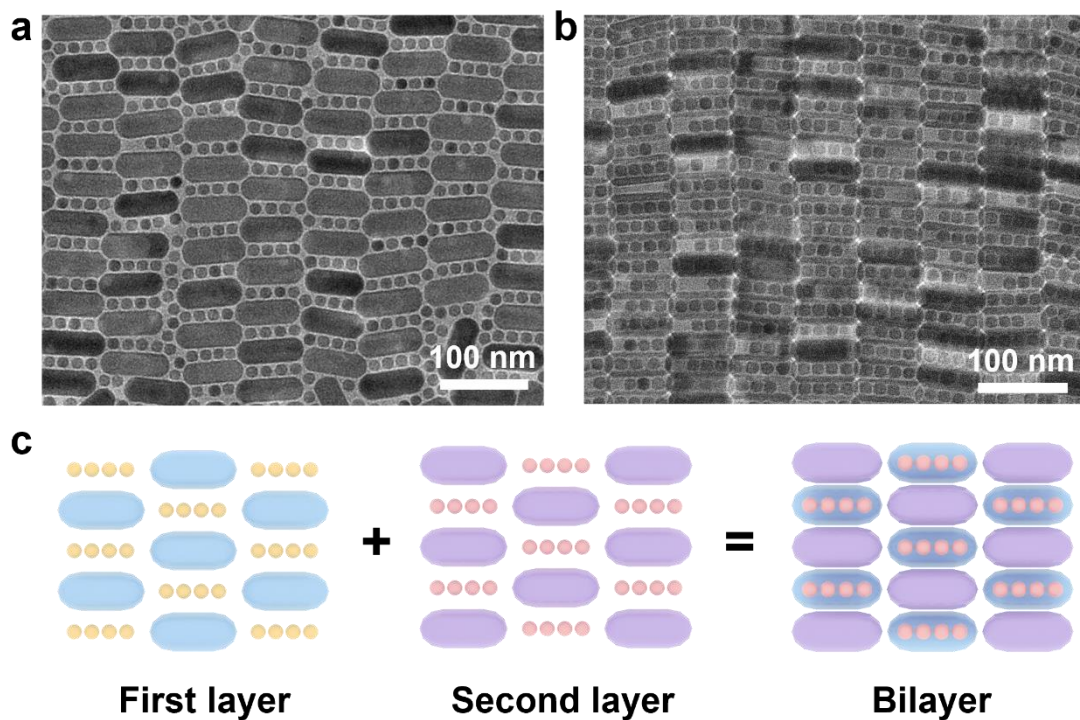 a
b
100 nm
100 nm
c
+
=
First layer
Second layer
Bilayer